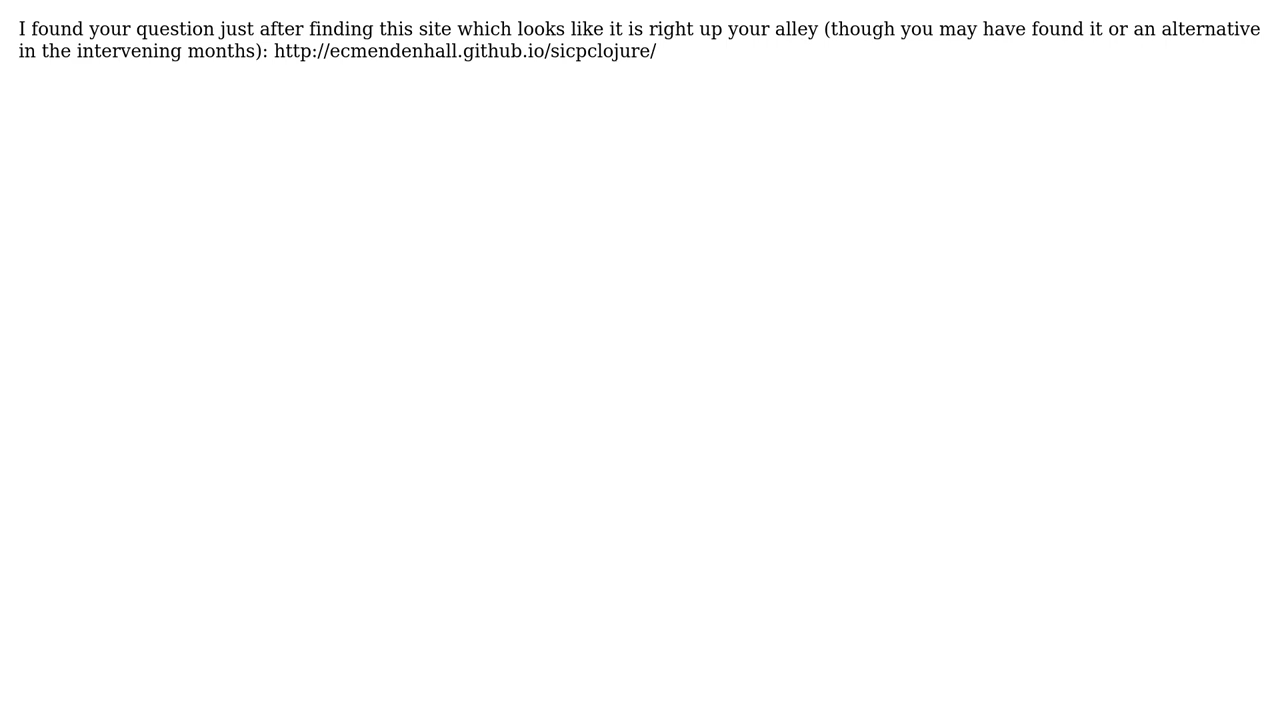 I found your question just after finding this site which looks like it is right up your alley (though you may have found it or an alternative
in the intervening months): http://ecmendenhall.github.io/sicpclojure/